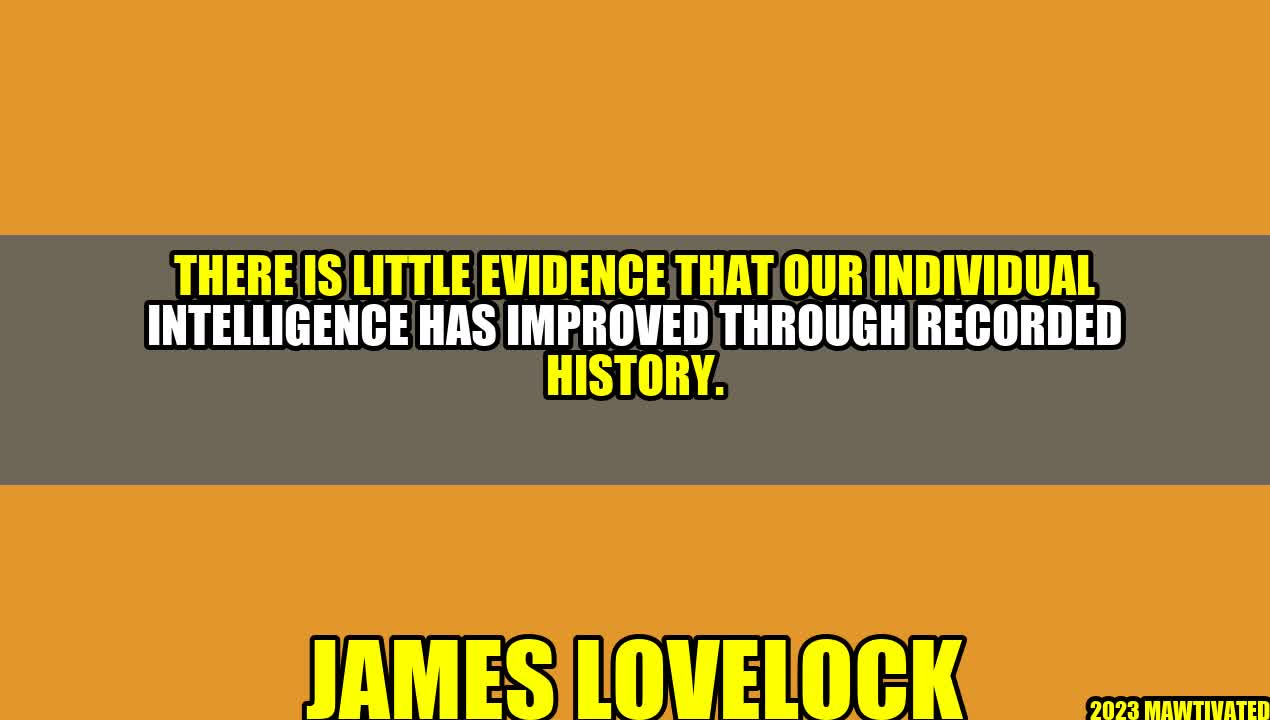 THERE IS LITTLE EVIDENCE THAT OUR INDIVIDUAL
INTELLIGENCE HAS IMPROVED THROUGH RECORDED
HISTORY.
JAMES LOVELOCK
2023 MAWTIVATED